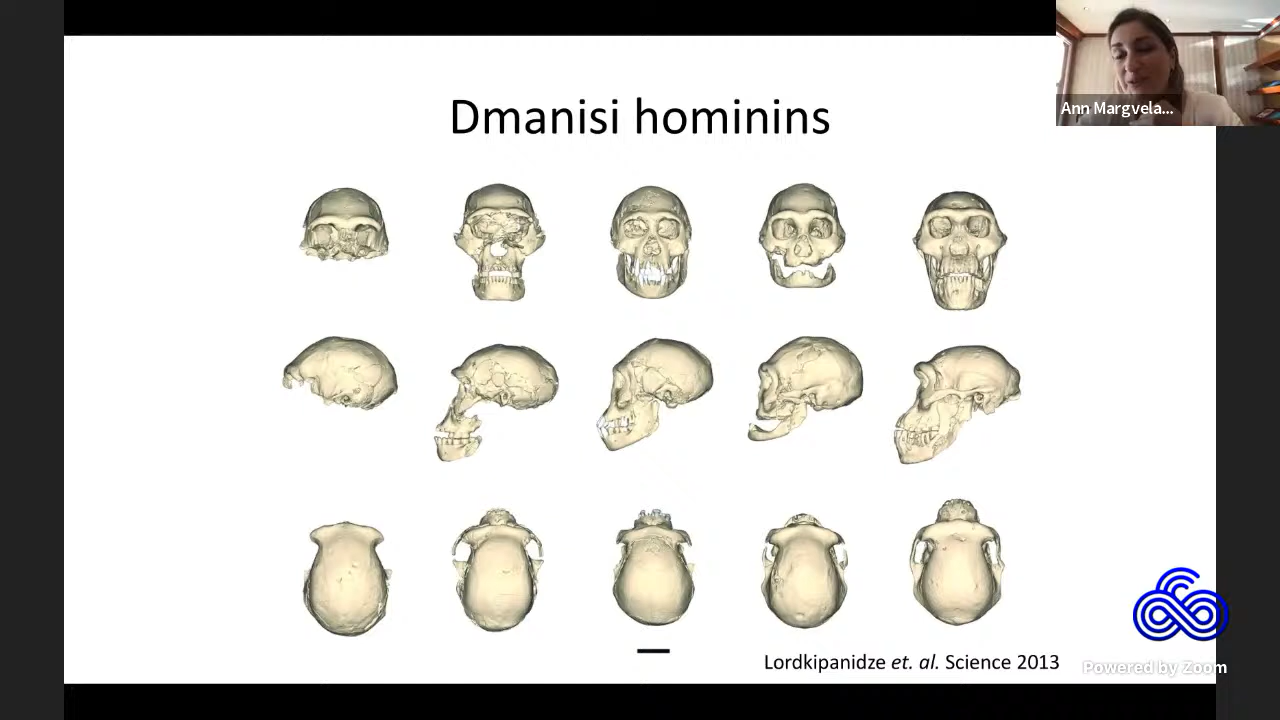 Ann Margvela...
Dmanisi hominins
Lordkipanidze et. al. Science 2013
Powered by Zoom